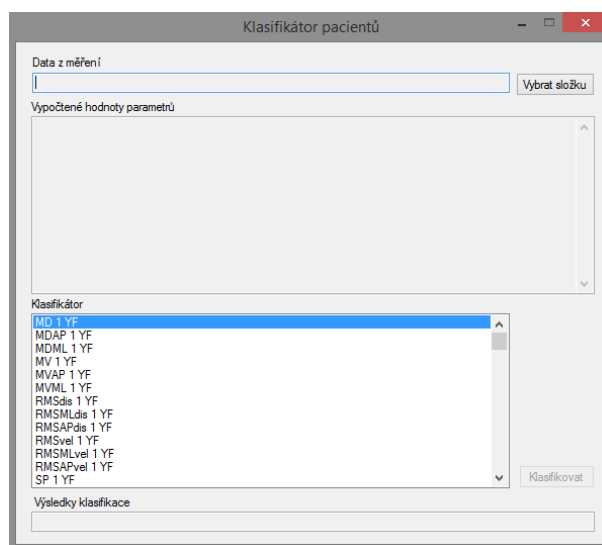 Klasifikátor pacientů
Data z měření
Vybrat složku
Vypočtené hodnoty parametrů
Klasifikátor
MD 1 YF
MDAP 1 YF
MDML 1 YF
MV 1 YF
MVAP 1 YF
MVML 1 YF
RMSdis 1 YF
RMSMLdis 1 YF
RMSAPdis 1 YF
RMSvel 1 YF
RMSMLvel 1 YF
RMSAPvel 1 YF
SP 1 YF
Klasifikovat
Výsledky klasifikace